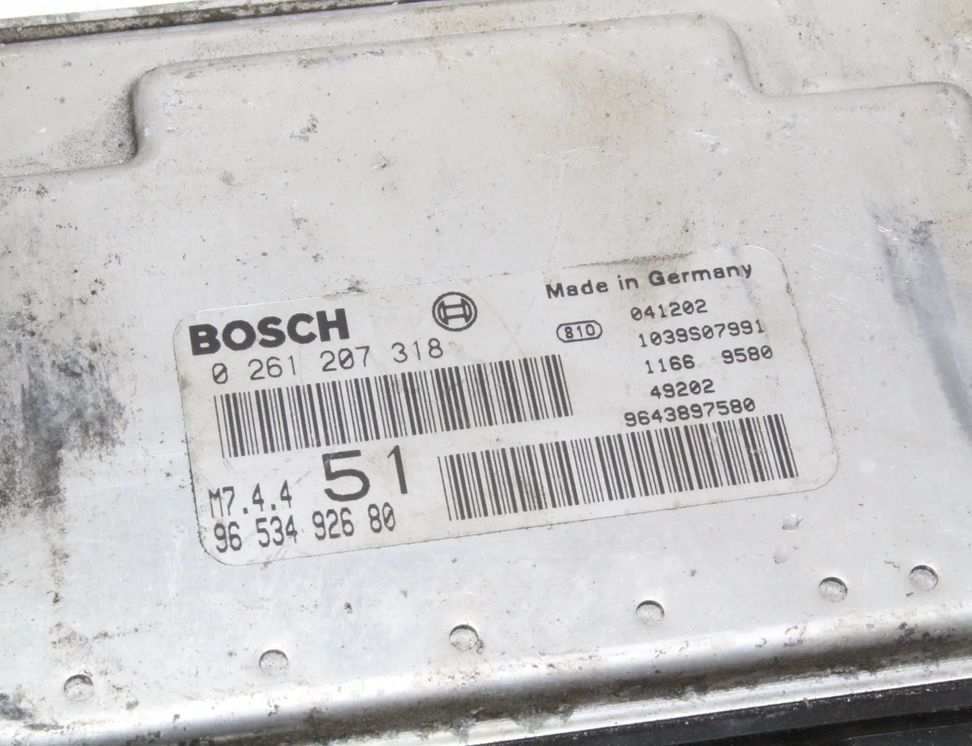 BOSCH
0 261 207 318
M7.4.4 51
96 534 926 80
Made in Germany
810 041202
1039S07991
1166 9580
49202
9643897580